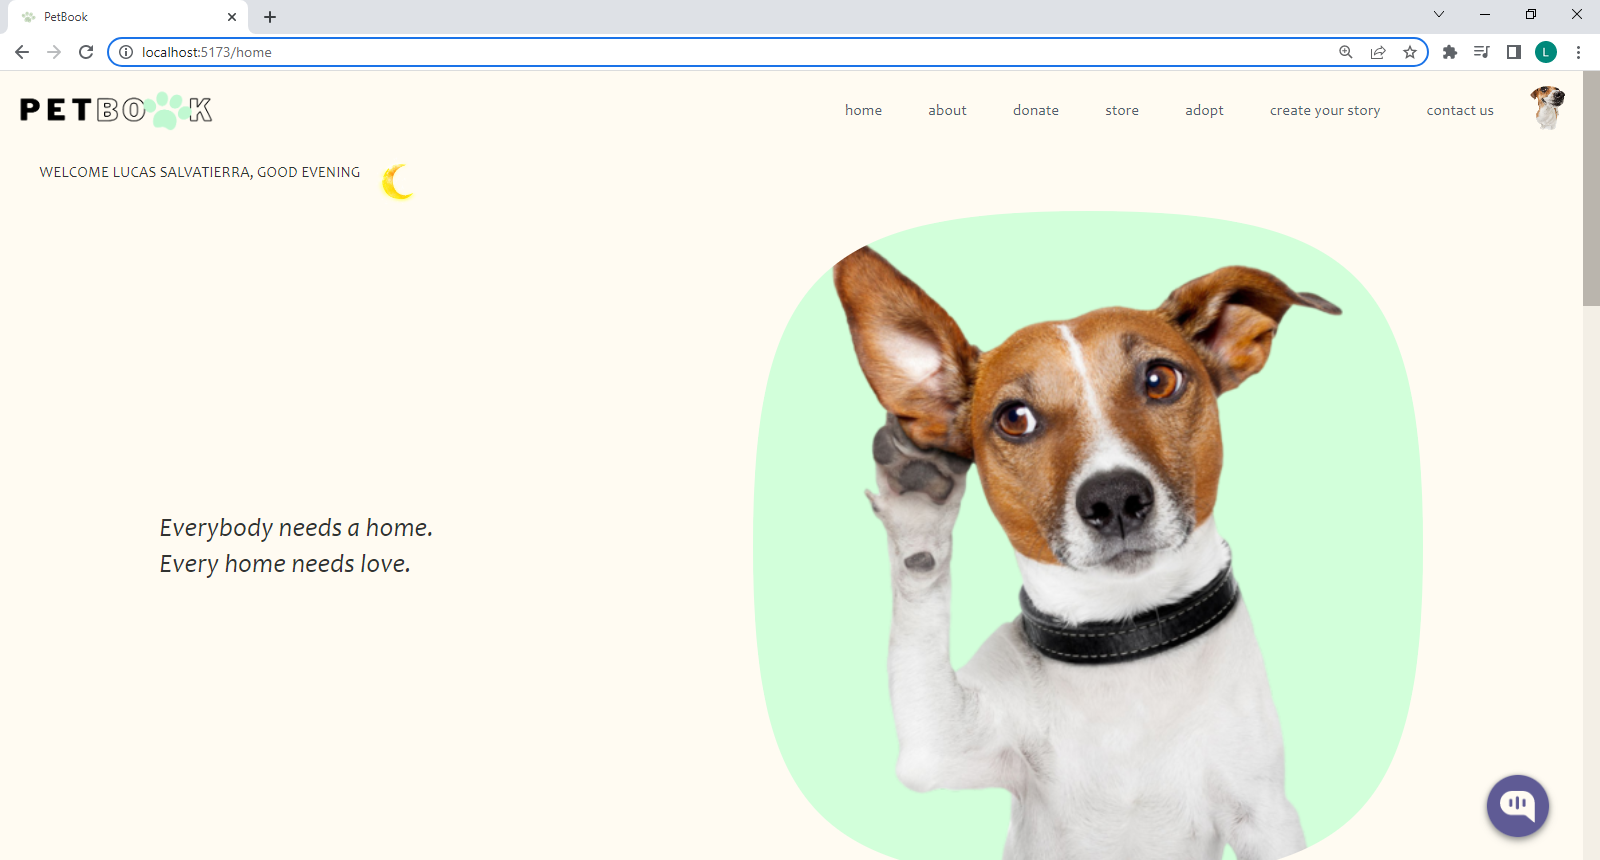 PetBook
localhost:5173/home
L
PETBOOK
home about donate store adopt create your story contact us
WELCOME LUCAS SALVATIERRA, GOOD EVENING
Everybody needs a home.
Every home needs love.